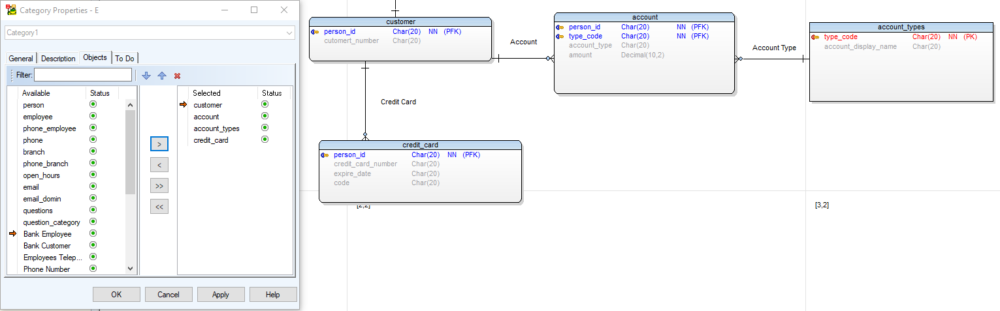 Category Properties - E
Category1
General Description Objects To Do
Filter:
Available Status
person
employee
phone_employee
phone
branch
phone_branch
open_hours
email
email_domin
questions
question_category
Bank Employee
Bank Customer
Employees Telep...
Phone Number
>
<
>>
<<
Selected Status
customer
account
account_types
credit_card
OK Cancel Apply Help
customer
person_id Char(20) NN (PFK)
cutomert_number Char(20)
Account
account
person_id Char(20) NN (PFK)
type_code Char(20) NN (PFK)
account_type Char(20)
amount Decimal(10,2)
Account Type
account_types
type_code Char(20) NN (PK)
account_display_name Char(20)
Credit Card
credit_card
person_id Char(20) NN (PFK)
credit_card_number Char(20)
expire_date Char(20)
code Char(20)
[2,2]
[3,2]